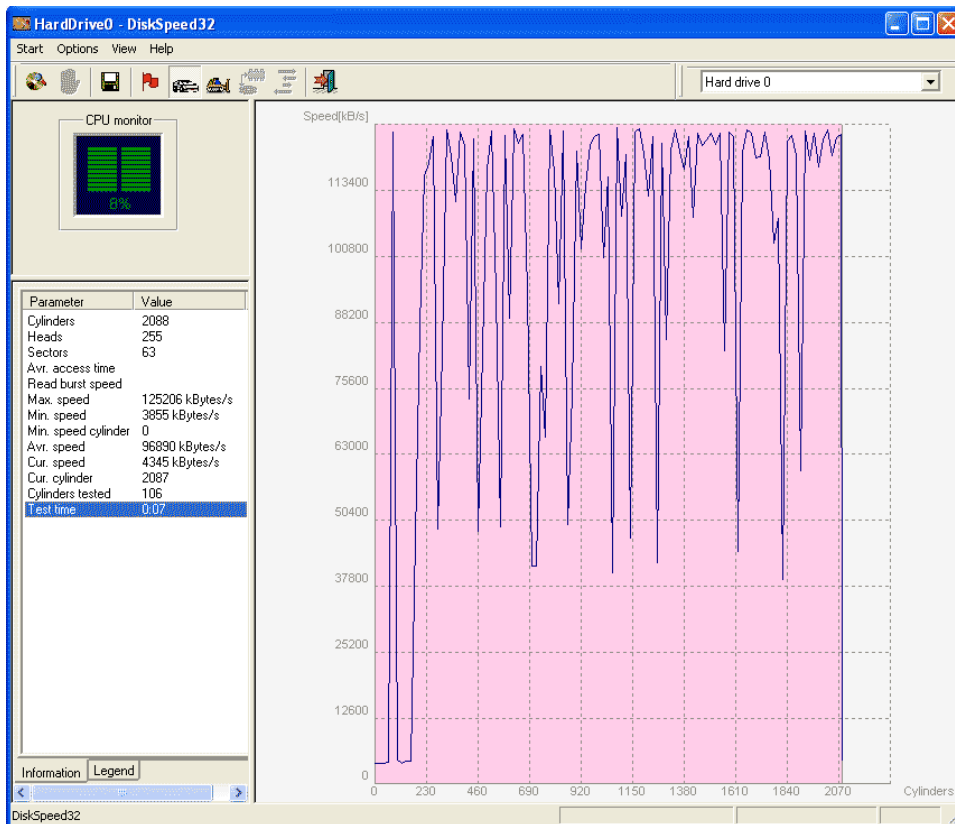 HardDrive0 - DiskSpeed32
Start Options View Help
Hard drive 0
CPU monitor
8%
Parameter Value
Cylinders 2088
Heads 255
Sectors 63
Avr. access time
Read burst speed
Max. speed 125206 kBytes/s
Min. speed 3855 kBytes/s
Min. speed cylinder 0
Avr. speed 96890 kBytes/s
Cur. speed 4345 kBytes/s
Cur. cylinder 2087
Cylinders tested 106
Test time 0:07
Information Legend
Speed[kB/s]
113400
100800
88200
75600
63000
50400
37800
25200
12600
0
0 230 460 690 920 1150 1380 1610 1840 2070 Cylinders
DiskSpeed32